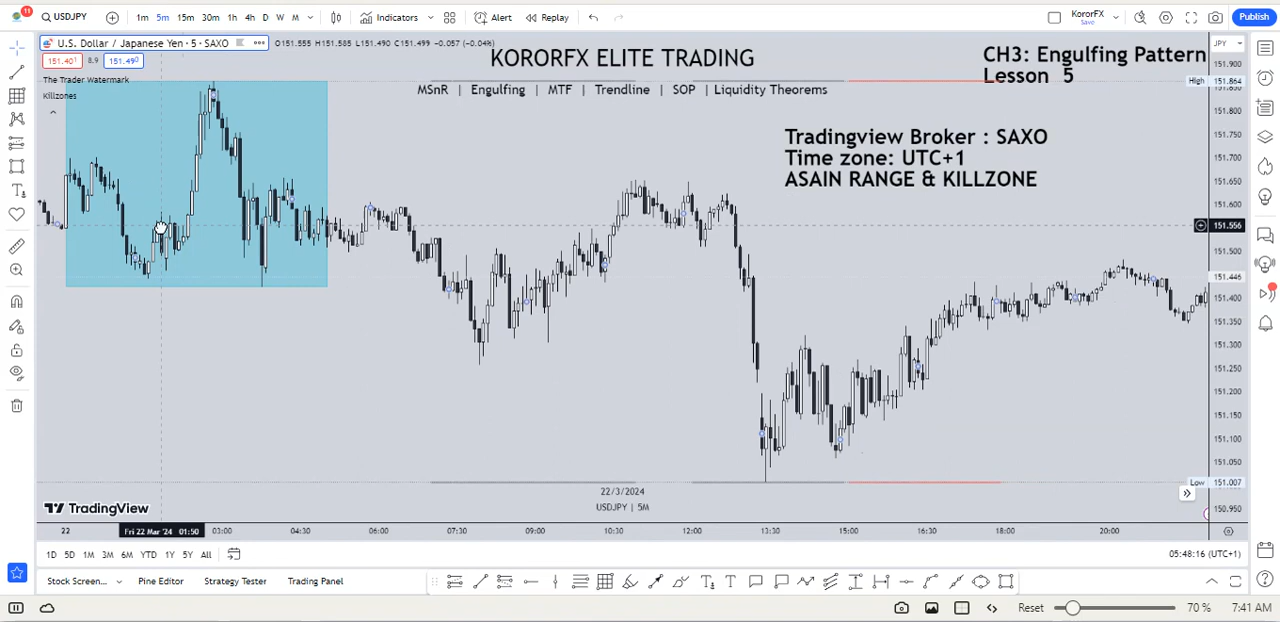 11
USDJPY
1m 5m 15m 30m 1h 4h D W M
Indicators
Alert
Replay
KororFX
Save
Publish
U.S. Dollar / Japanese Yen · 5 · SAXO
O151.555 H151.585 L151.490 C151.499 −0.057 (−0.04%)
151.401 8.9 151.490
The Trader Watermark
Killzones
KORORFX ELITE TRADING
MSnR | Engulfing | MTF | Trendline | SOP | Liquidity Theorems
CH3: Engulfing Pattern
Lesson 5
Tradingview Broker : SAXO
Time zone: UTC+1
ASAIN RANGE & KILLZONE
JPY
151.900
High 151.864
151.850
151.800
151.750
151.700
151.650
151.600
151.556
151.500
151.446
151.400
151.350
151.300
151.250
151.200
151.150
151.100
151.050
Low 151.007
150.950
22/3/2024
USDJPY | 5M
TradingView
22 Fri 22 Mar '24 01:50 03:00 04:30 06:00 07:30 09:00 10:30 12:00 13:30 15:00 16:30 18:00 20:00
1D 5D 1M 3M 6M YTD 1Y 5Y All
05:48:16 (UTC+1)
Stock Screen... Pine Editor Strategy Tester Trading Panel
Reset 70 % 7:41 AM